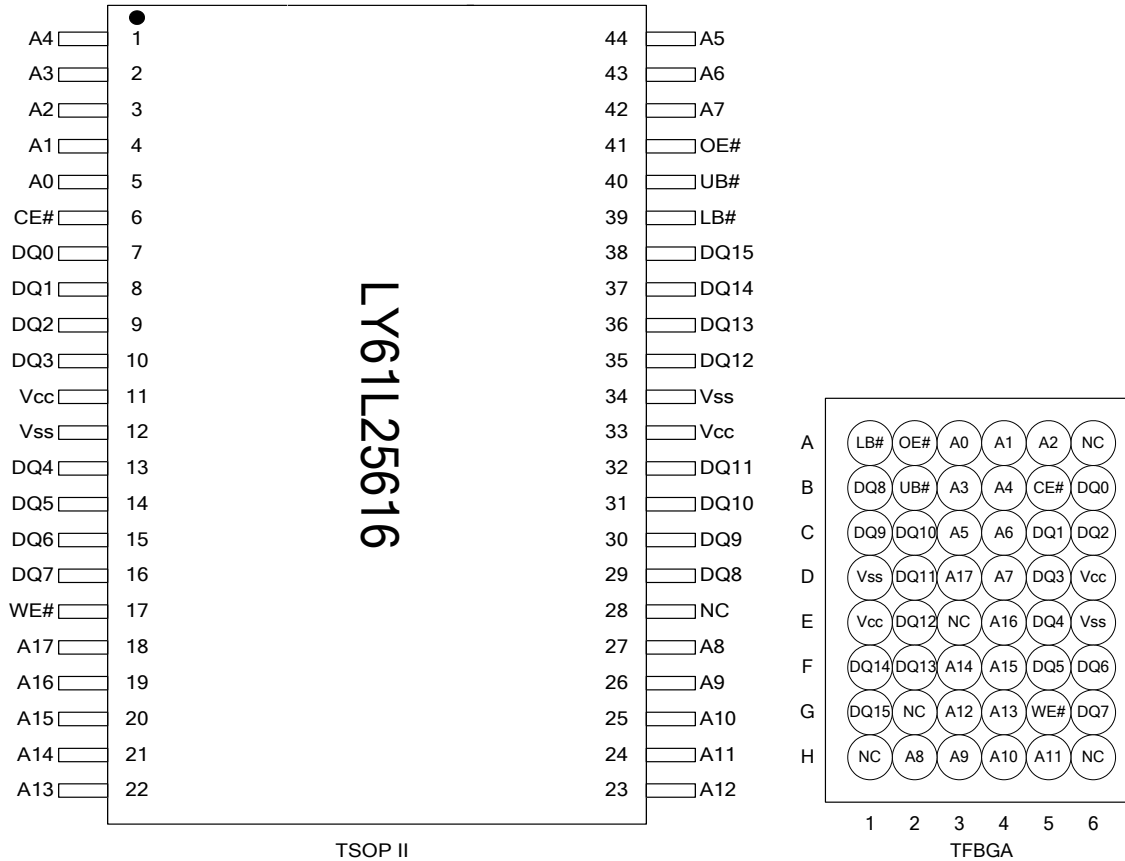 A4 1 44 A5
A3 2 43 A6
A2 3 42 A7
A1 4 41 OE#
A0 5 40 UB#
CE# 6 39 LB#
DQ0 7 38 DQ15
DQ1 8 37 DQ14
DQ2 9 36 DQ13
DQ3 10 35 DQ12
Vcc 11 34 Vss
Vss 12 33 Vcc
DQ4 13 32 DQ11
DQ5 14 31 DQ10
DQ6 15 30 DQ9
DQ7 16 29 DQ8
WE# 17 28 NC
A17 18 27 A8
A16 19 26 A9
A15 20 25 A10
A14 21 24 A11
A13 22 23 A12
LY61L25616
TSOP II
A LB# OE# A0 A1 A2 NC
B DQ8 UB# A3 A4 CE# DQ0
C DQ9 DQ10 A5 A6 DQ1 DQ2
D Vss DQ11 A17 A7 DQ3 Vcc
E Vcc DQ12 NC A16 DQ4 Vss
F DQ14 DQ13 A14 A15 DQ5 DQ6
G DQ15 NC A12 A13 WE# DQ7
H NC A8 A9 A10 A11 NC
1 2 3 4 5 6
TFBGA